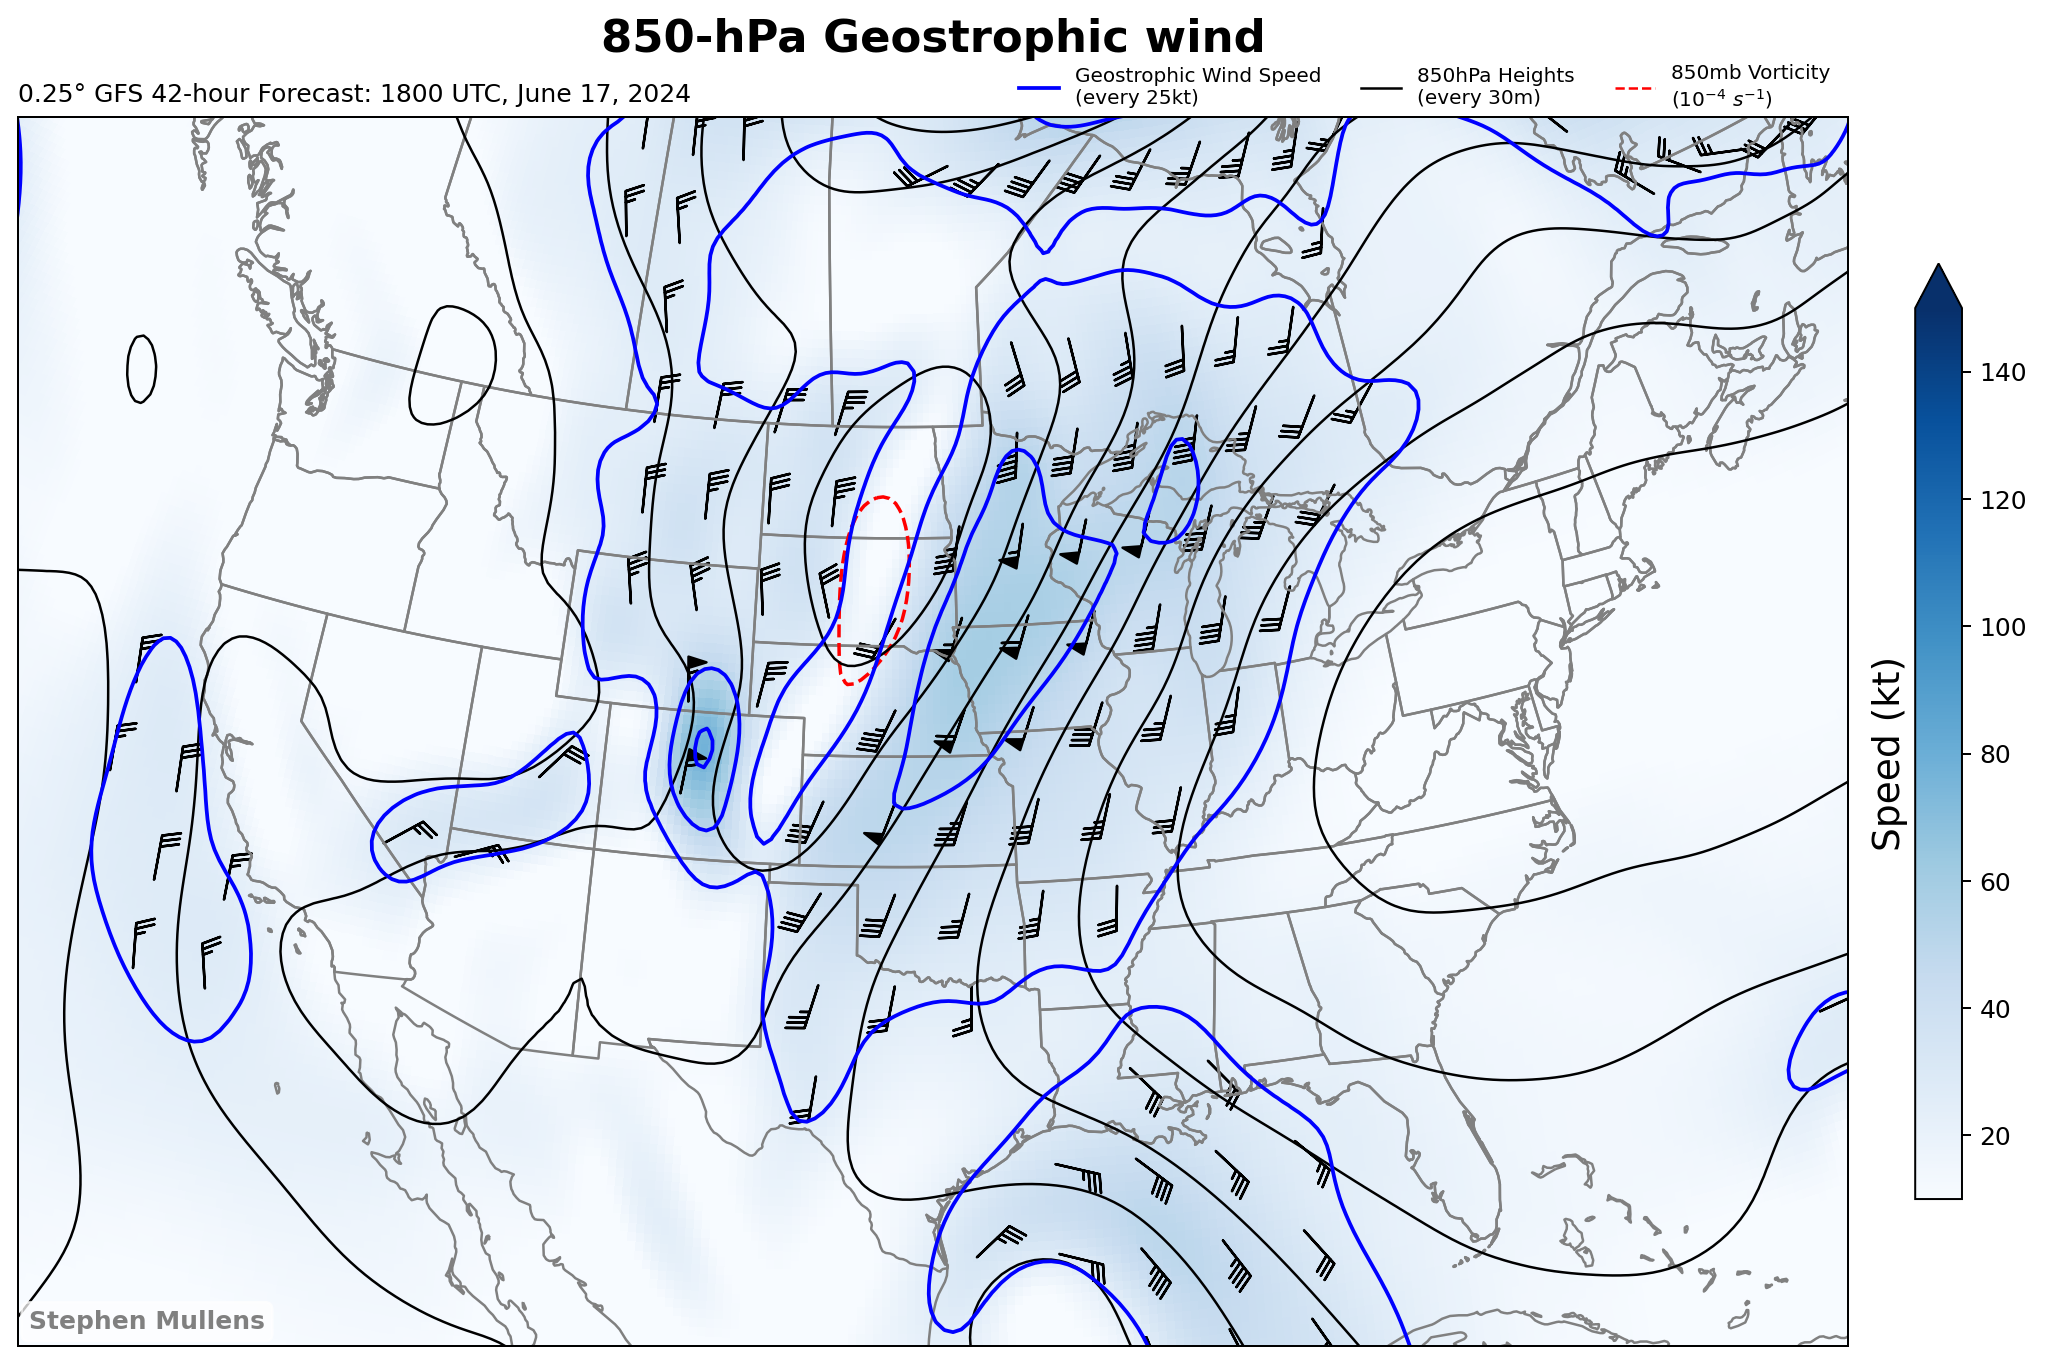 850-hPa Geostrophic wind
0.25° GFS 42-hour Forecast: 1800 UTC, June 17, 2024
Geostrophic Wind Speed
(every 25kt)
850hPa Heights
(every 30m)
850mb Vorticity
(10⁻⁴ s⁻¹)
140
120
100
80
60
40
20
Speed (kt)
Stephen Mullens